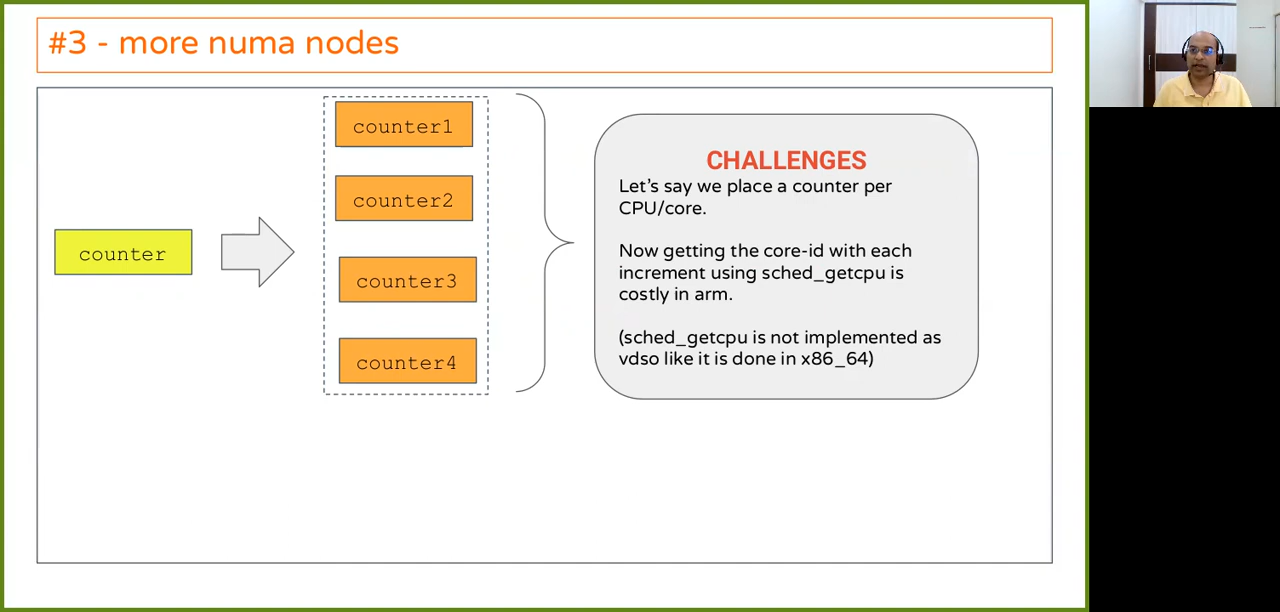 #3 - more numa nodes
counter
counter1
counter2
counter3
counter4
CHALLENGES
Let’s say we place a counter per
CPU/core.
Now getting the core-id with each
increment using sched_getcpu is
costly in arm.
(sched_getcpu is not implemented as
vdso like it is done in x86_64)